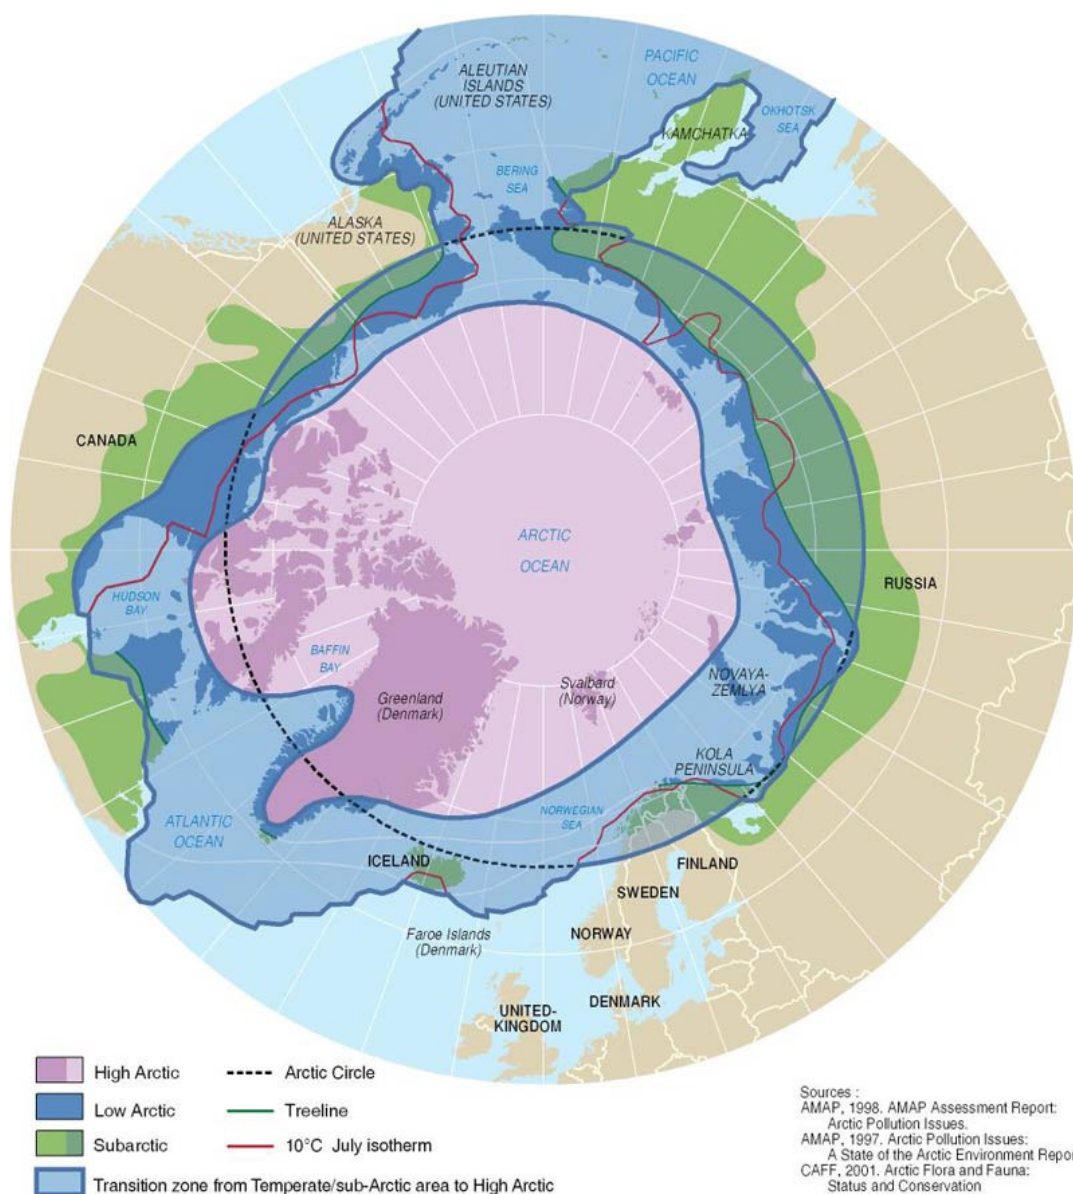 PACIFIC
OCEAN
ALEUTIAN
ISLANDS
(UNITED STATES)
OKHOTSK
SEA
KAMCHATKA
BERING
SEA
ALASKA
(UNITED STATES)
CANADA
ARCTIC
OCEAN
RUSSIA
HUDSON
BAY
BAFFIN
BAY
Greenland
(Denmark)
Svalbard
(Norway)
NOVAYA-
ZEMLYA
KOLA
PENINSULA
ATLANTIC
OCEAN
NORWEGIAN
SEA
ICELAND
FINLAND
SWEDEN
Faroe Islands
(Denmark)
NORWAY
DENMARK
UNITED-
KINGDOM
High Arctic
Low Arctic
Subarctic
Transition zone from Temperate/sub-Arctic area to High Arctic
Arctic Circle
Treeline
10°C July isotherm
Sources :
AMAP, 1998. AMAP Assessment Report:
Arctic Pollution Issues.
AMAP, 1997. Arctic Pollution Issues:
A State of the Arctic Environment Repor
CAFF, 2001. Arctic Flora and Fauna:
Status and Conservation